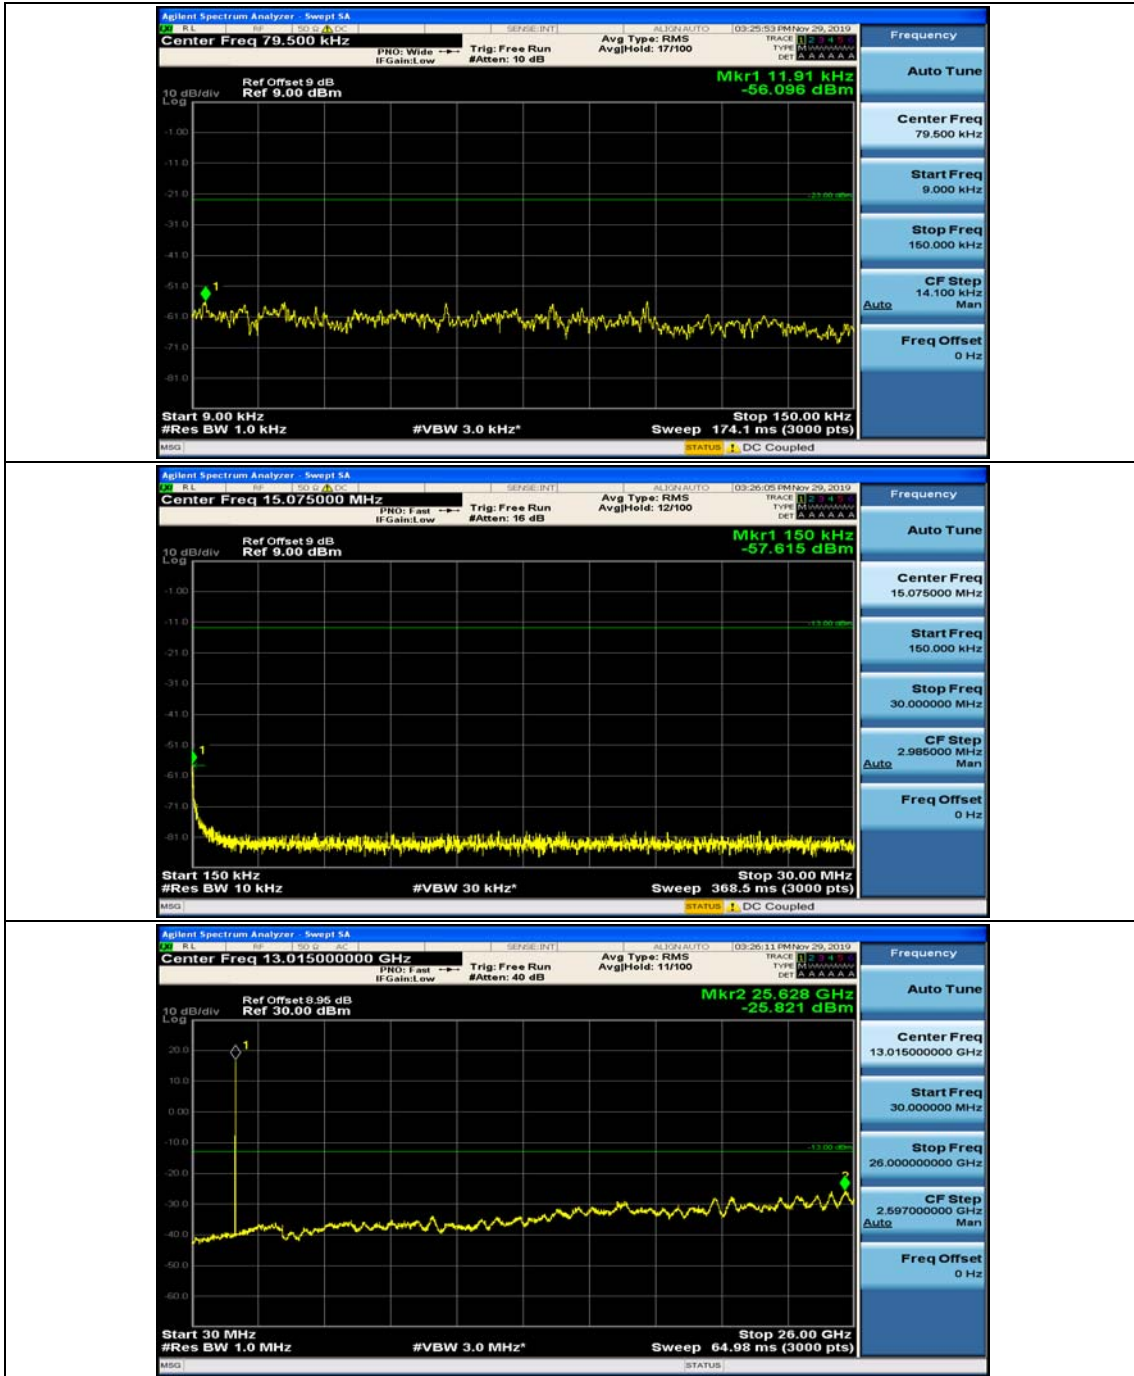 Agilent Spectrum Analyzer - Swept SA
RL RF 50 Ω DC SENSE:INT ALIGN AUTO 03:25:53 PM Nov 29, 2019
Center Freq 79.500 kHz
PNO: Wide
IFGain:Low
Trig: Free Run
#Atten: 10 dB
Avg Type: RMS
Avg|Hold: 17/100
TRACE 1 2 3 4 5 6
TYPE M
DET A A A A A A
Ref Offset 9 dB
10 dB/div Ref 9.00 dBm
Log
Mkr1 11.91 kHz
-56.096 dBm
-1.00
-11.0
-21.0
-21.00 dBm
-31.0
-41.0
-51.0
1
-61.0
-71.0
-81.0
Start 9.00 kHz Stop 150.00 kHz
#Res BW 1.0 kHz #VBW 3.0 kHz* Sweep 174.1 ms (3000 pts)
MSG STATUS DC Coupled
Frequency
Auto Tune
Center Freq
79.500 kHz
Start Freq
9.000 kHz
Stop Freq
150.000 kHz
CF Step
14.100 kHz
Auto Man
Freq Offset
0 Hz
Agilent Spectrum Analyzer - Swept SA
RL RF 50 Ω DC SENSE:INT ALIGN AUTO 03:26:05 PM Nov 29, 2019
Center Freq 15.075000 MHz
PNO: Fast
IFGain:Low
Trig: Free Run
#Atten: 16 dB
Avg Type: RMS
Avg|Hold: 12/100
TRACE 1 2 3 4 5 6
TYPE M
DET A A A A A A
Ref Offset 9 dB
10 dB/div Ref 9.00 dBm
Log
Mkr1 150 kHz
-57.615 dBm
-1.00
-11.0
-13.00 dBm
-21.0
-31.0
-41.0
-51.0
1
-61.0
-71.0
-81.0
Start 150 kHz Stop 30.00 MHz
#Res BW 10 kHz #VBW 30 kHz* Sweep 368.5 ms (3000 pts)
MSG STATUS DC Coupled
Frequency
Auto Tune
Center Freq
15.075000 MHz
Start Freq
150.000 kHz
Stop Freq
30.000000 MHz
CF Step
2.985000 MHz
Auto Man
Freq Offset
0 Hz
Agilent Spectrum Analyzer - Swept SA
RL RF 50 Ω AC SENSE:INT ALIGN AUTO 03:26:11 PM Nov 29, 2019
Center Freq 13.015000000 GHz
PNO: Fast
IFGain:Low
Trig: Free Run
#Atten: 40 dB
Avg Type: RMS
Avg|Hold: 11/100
TRACE 1 2 3 4 5 6
TYPE M
DET A A A A A A
Ref Offset 8.95 dB
10 dB/div Ref 30.00 dBm
Log
Mkr2 25.628 GHz
-25.821 dBm
1
20.0
10.0
0.00
-10.0
-13.00 dBm
-20.0
2
-30.0
-40.0
-50.0
-60.0
Start 30 MHz Stop 26.00 GHz
#Res BW 1.0 MHz #VBW 3.0 MHz* Sweep 64.98 ms (3000 pts)
MSG STATUS
Frequency
Auto Tune
Center Freq
13.015000000 GHz
Start Freq
30.000000 MHz
Stop Freq
26.000000000 GHz
CF Step
2.597000000 GHz
Auto Man
Freq Offset
0 Hz